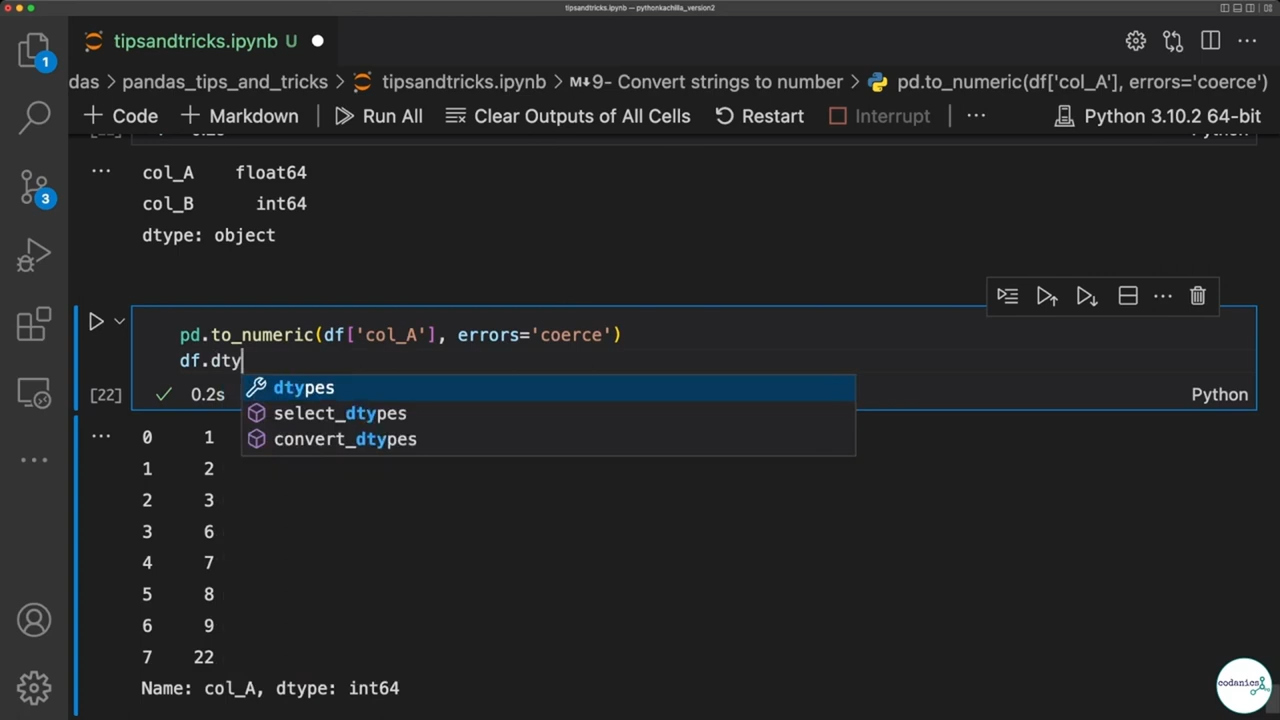 tipsandtricks.ipynb — pythonkachilla_version2
tipsandtricks.ipynb U
1
das > pandas_tips_and_tricks > tipsandtricks.ipynb > M↓9- Convert strings to number > pd.to_numeric(df['col_A'], errors='coerce')
+ Code + Markdown Run All Clear Outputs of All Cells Restart Interrupt ... Python 3.10.2 64-bit
Python
... col_A float64
3
col_B int64
dtype: object
pd.to_numeric(df['col_A'], errors='coerce')
df.dty
dtypes
[22] 0.2s Python
select_dtypes
convert_dtypes
... 0 1
1 2
2 3
3 6
4 7
5 8
6 9
7 22
Name: col_A, dtype: int64
codanics